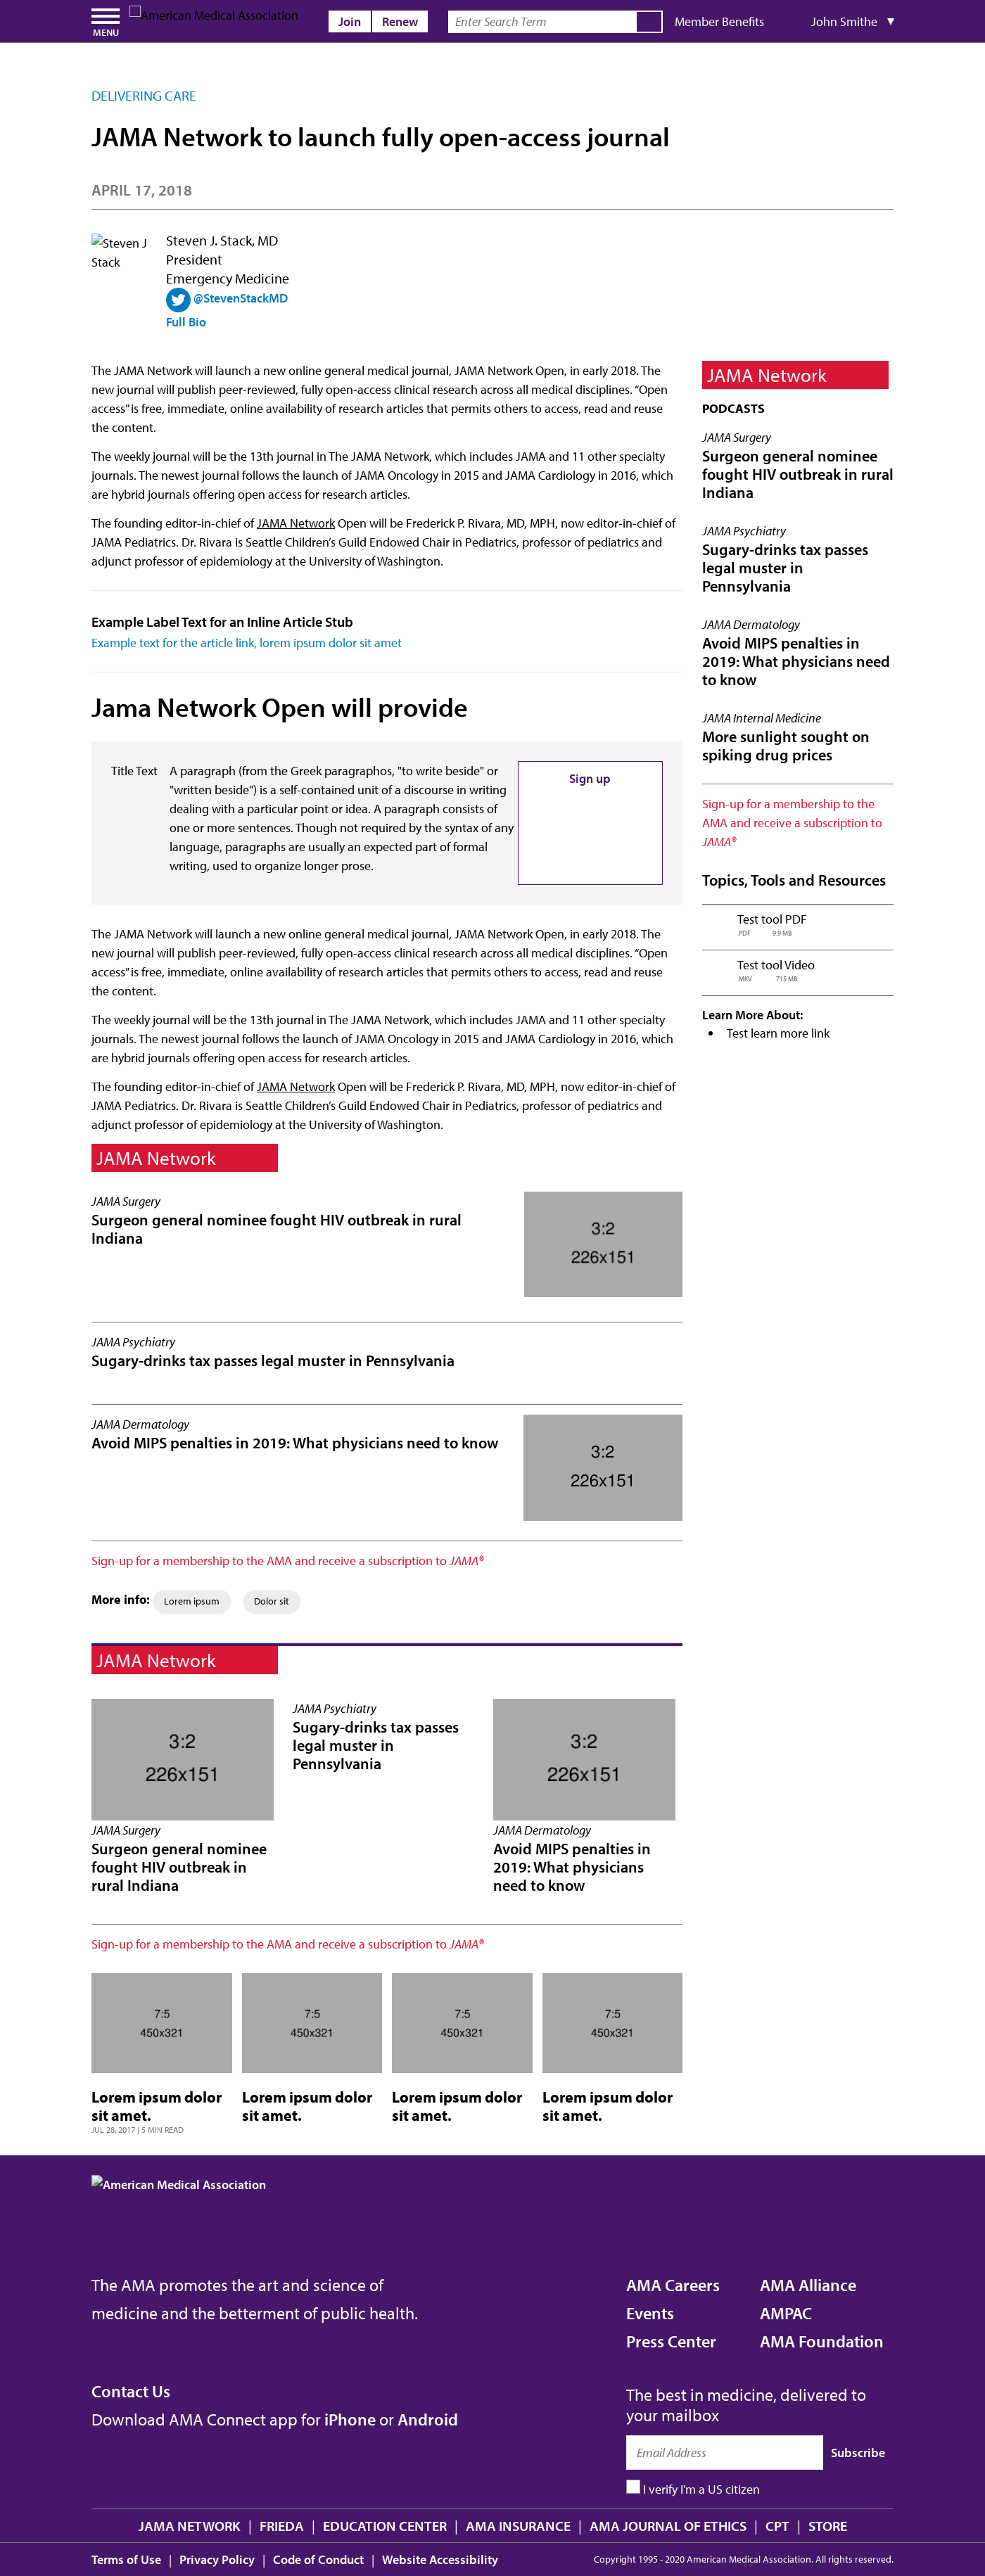 MENU
American Medical Association
Join
Renew
Enter Search Term
Member Benefits
John Smithe ▼
DELIVERING CARE
JAMA Network to launch fully open-access journal
APRIL 17, 2018
Steven J
Stack
Steven J. Stack, MD
President
Emergency Medicine
@StevenStackMD
Full Bio
The JAMA Network will launch a new online general medical journal, JAMA Network Open, in early 2018. The
new journal will publish peer-reviewed, fully open-access clinical research across all medical disciplines. “Open
access” is free, immediate, online availability of research articles that permits others to access, read and reuse
the content.
The weekly journal will be the 13th journal in The JAMA Network, which includes JAMA and 11 other specialty
journals. The newest journal follows the launch of JAMA Oncology in 2015 and JAMA Cardiology in 2016, which
are hybrid journals offering open access for research articles.
The founding editor-in-chief of JAMA Network Open will be Frederick P. Rivara, MD, MPH, now editor-in-chief of
JAMA Pediatrics. Dr. Rivara is Seattle Children’s Guild Endowed Chair in Pediatrics, professor of pediatrics and
adjunct professor of epidemiology at the University of Washington.
Example Label Text for an Inline Article Stub
Example text for the article link, lorem ipsum dolor sit amet
Jama Network Open will provide
Title Text
A paragraph (from the Greek paragraphos, "to write beside" or
"written beside") is a self-contained unit of a discourse in writing
dealing with a particular point or idea. A paragraph consists of
one or more sentences. Though not required by the syntax of any
language, paragraphs are usually an expected part of formal
writing, used to organize longer prose.
Sign up
The JAMA Network will launch a new online general medical journal, JAMA Network Open, in early 2018. The
new journal will publish peer-reviewed, fully open-access clinical research across all medical disciplines. “Open
access” is free, immediate, online availability of research articles that permits others to access, read and reuse
the content.
The weekly journal will be the 13th journal in The JAMA Network, which includes JAMA and 11 other specialty
journals. The newest journal follows the launch of JAMA Oncology in 2015 and JAMA Cardiology in 2016, which
are hybrid journals offering open access for research articles.
The founding editor-in-chief of JAMA Network Open will be Frederick P. Rivara, MD, MPH, now editor-in-chief of
JAMA Pediatrics. Dr. Rivara is Seattle Children’s Guild Endowed Chair in Pediatrics, professor of pediatrics and
adjunct professor of epidemiology at the University of Washington.
JAMA Network
JAMA Surgery
Surgeon general nominee fought HIV outbreak in rural
Indiana
3:2
226x151
JAMA Psychiatry
Sugary-drinks tax passes legal muster in Pennsylvania
JAMA Dermatology
Avoid MIPS penalties in 2019: What physicians need to know
3:2
226x151
Sign-up for a membership to the AMA and receive a subscription to JAMA®
More info:
Lorem ipsum
Dolor sit
JAMA Network
3:2
226x151
JAMA Surgery
Surgeon general nominee
fought HIV outbreak in
rural Indiana
JAMA Psychiatry
Sugary-drinks tax passes
legal muster in
Pennsylvania
3:2
226x151
JAMA Dermatology
Avoid MIPS penalties in
2019: What physicians
need to know
Sign-up for a membership to the AMA and receive a subscription to JAMA®
7:5
450x321
Lorem ipsum dolor
sit amet.
JUL 28, 2017 | 5 MIN READ
7:5
450x321
Lorem ipsum dolor
sit amet.
7:5
450x321
Lorem ipsum dolor
sit amet.
7:5
450x321
Lorem ipsum dolor
sit amet.
JAMA Network
PODCASTS
JAMA Surgery
Surgeon general nominee
fought HIV outbreak in rural
Indiana
JAMA Psychiatry
Sugary-drinks tax passes
legal muster in
Pennsylvania
JAMA Dermatology
Avoid MIPS penalties in
2019: What physicians need
to know
JAMA Internal Medicine
More sunlight sought on
spiking drug prices
Sign-up for a membership to the
AMA and receive a subscription to
JAMA®
Topics, Tools and Resources
Test tool PDF
.PDF 9.9 MB
Test tool Video
.MKV 715 MB
Learn More About:
• Test learn more link
American Medical Association
The AMA promotes the art and science of
medicine and the betterment of public health.
AMA Careers
Events
Press Center
AMA Alliance
AMPAC
AMA Foundation
Contact Us
Download AMA Connect app for iPhone or Android
The best in medicine, delivered to
your mailbox
Email Address
Subscribe
I verify I'm a US citizen
JAMA NETWORK | FRIEDA | EDUCATION CENTER | AMA INSURANCE | AMA JOURNAL OF ETHICS | CPT | STORE
Terms of Use | Privacy Policy | Code of Conduct | Website Accessibility
Copyright 1995 - 2020 American Medical Association. All rights reserved.